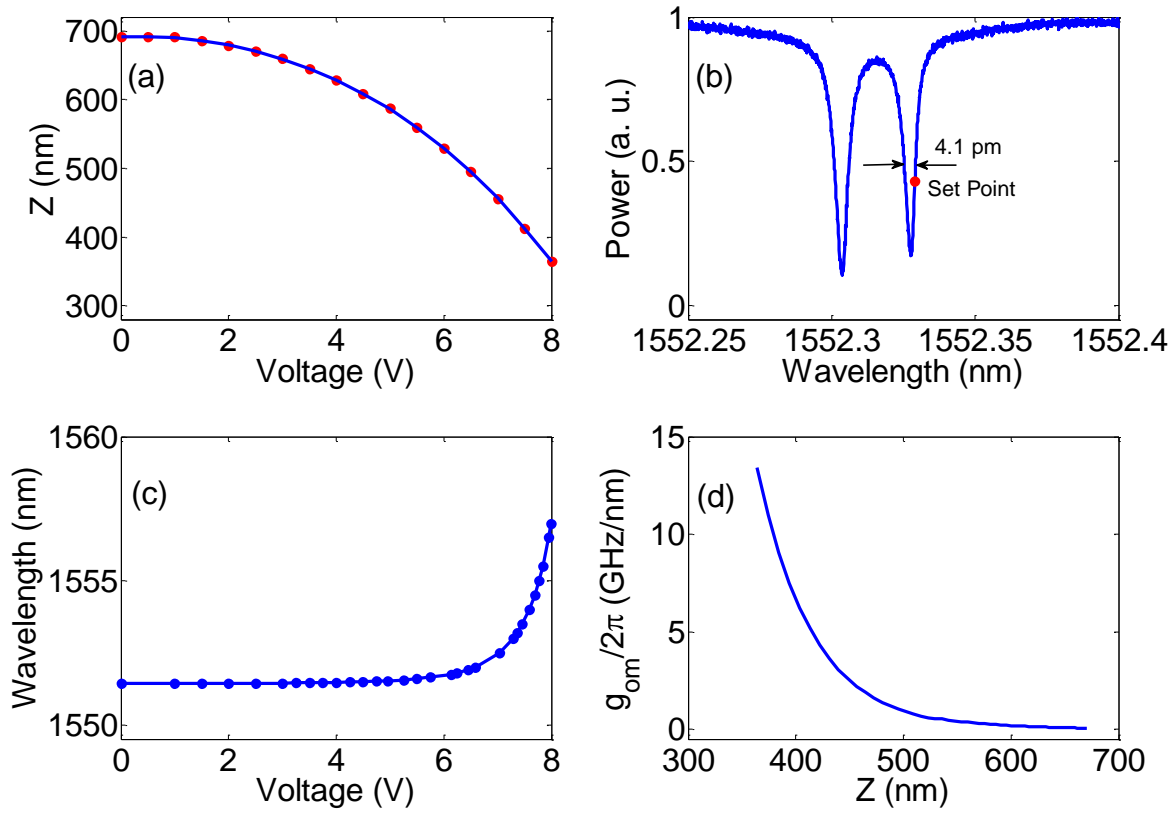 700
600
500
400
300
Z (nm)
(a)
0 2 4 6 8
Voltage (V)
1
0.5
0
Power (a. u.)
(b)
4.1 pm
Set Point
1552.25 1552.3 1552.35 1552.4
Wavelength (nm)
1560
1555
1550
Wavelength (nm)
(c)
0 2 4 6 8
Voltage (V)
15
10
5
0
g_om/2π (GHz/nm)
(d)
300 400 500 600 700
Z (nm)